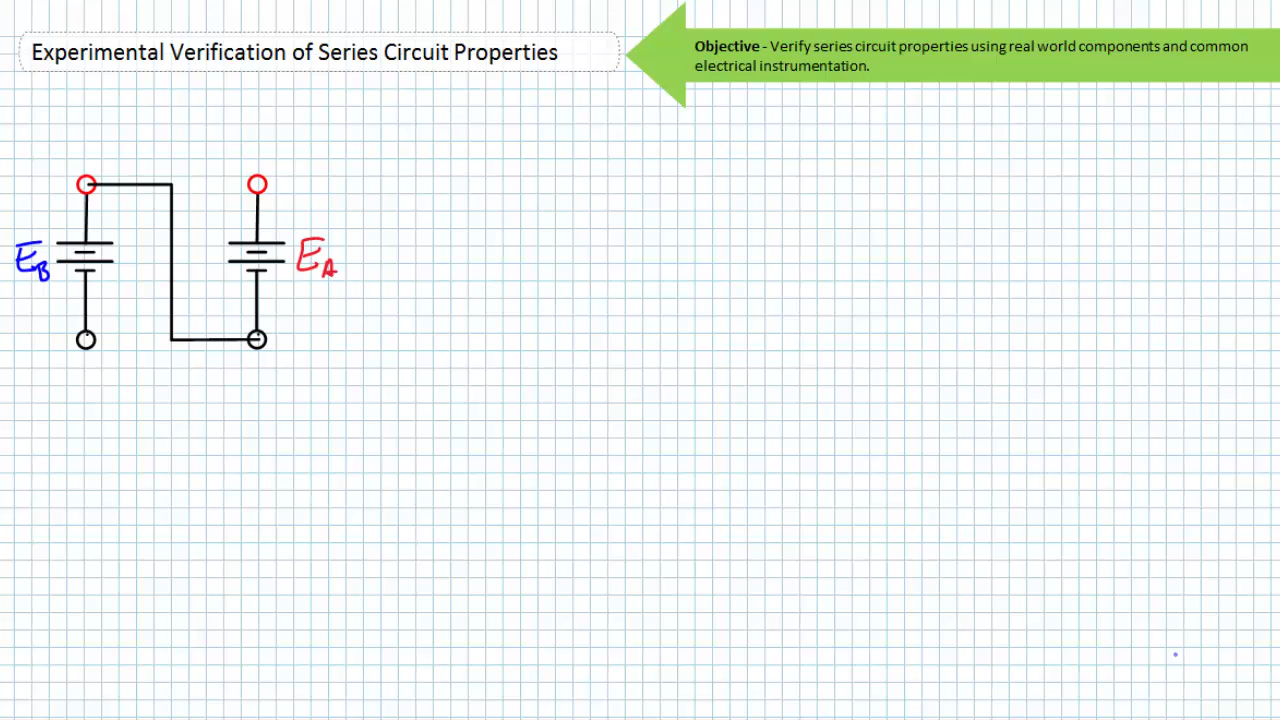 Experimental Verification of Series Circuit Properties
Objective - Verify series circuit properties using real world components and common
electrical instrumentation.
EB
EA